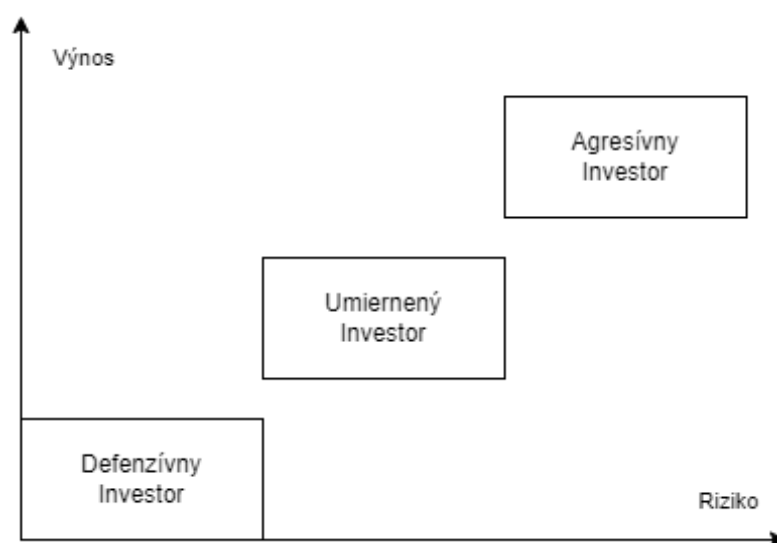 Výnos
Agresívny
Investor
Umiernený
Investor
Defenzívny
Investor
Riziko